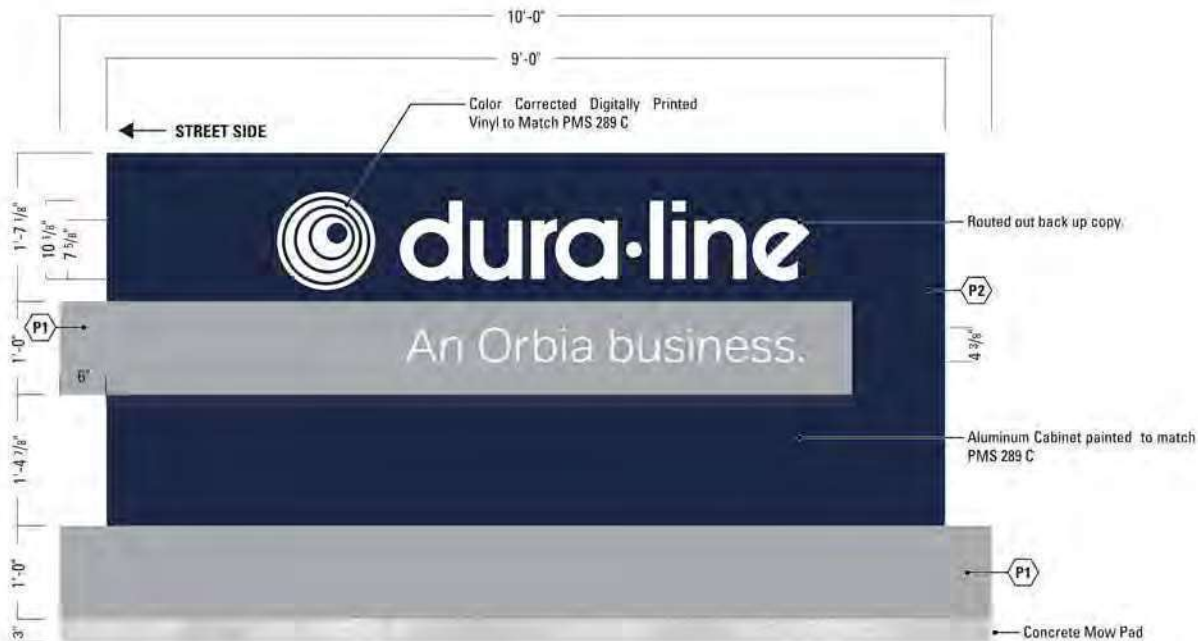 10'-0"
9'-0"
Color Corrected Digitally Printed
Vinyl to Match PMS 289 C
STREET SIDE
1'-7 1/8"
10 1/8"
7 5/8"
dura·line
Routed out back up copy.
P2
P1
1'-0"
6"
An Orbia business.
4 3/8"
1'-4 7/8"
Aluminum Cabinet painted to match
PMS 289 C
1'-0"
P1
3"
Concrete Mow Pad